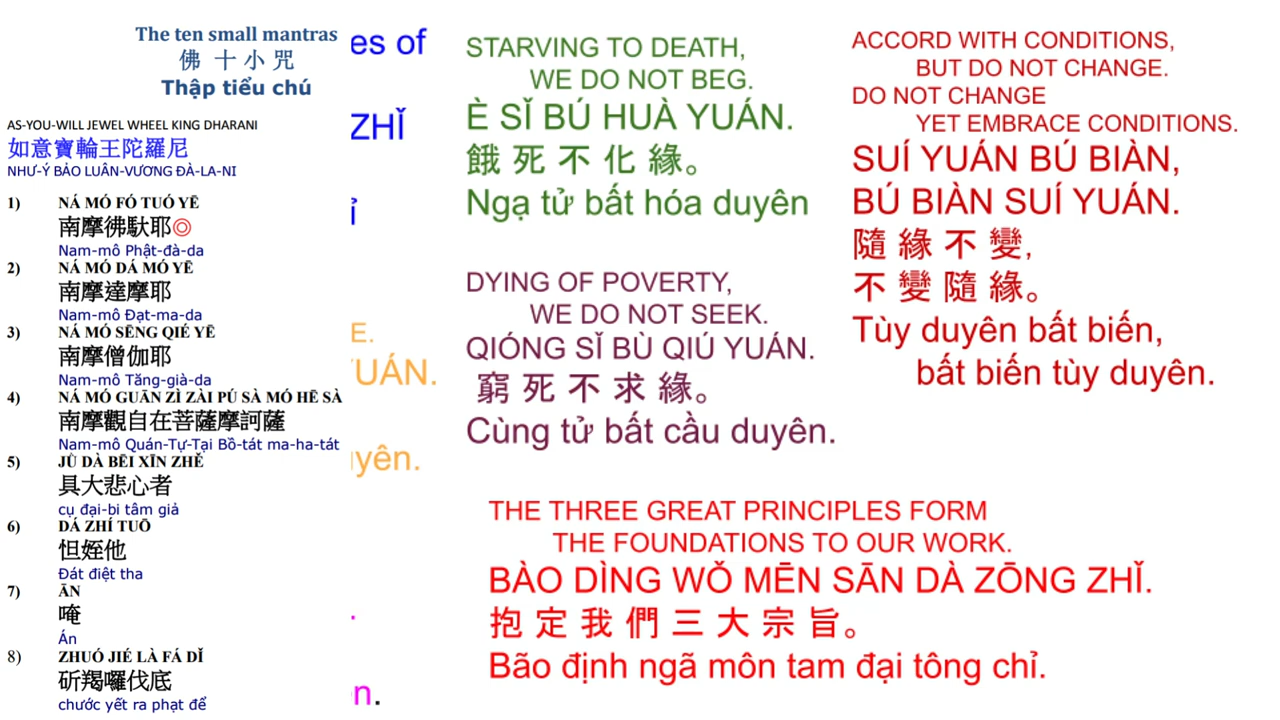 The ten small mantras
佛 十 小 咒
Thập tiểu chú
AS-YOU-WILL JEWEL WHEEL KING DHARANI
如意寶輪王陀羅尼
NHƯ-Ý BẢO LUÂN-VƯƠNG ĐÀ-LA-NI
1) NÁ MÓ FÓ TUÓ YĒ
南摩彿馱耶◎
Nam-mô Phật-đà-da
2) NÁ MÓ DÁ MÓ YĒ
南摩達摩耶
Nam-mô Đạt-ma-da
3) NÁ MÓ SĒNG QIÉ YĒ
南摩僧伽耶
Nam-mô Tăng-già-da
4) NÁ MÓ GUĀN ZÌ ZÀI PÚ SÀ MÓ HĒ SÀ
南摩觀自在菩薩摩訶薩
Nam-mô Quán-Tự-Tại Bồ-tát ma-ha-tát
5) JÛ DÀ BĒI XĪN ZHĚ
具大悲心者
cụ đại-bi tâm giả
6) DÁ ZHÍ TUŌ
怛姪他
Đát điệt tha
7) ĀN
唵
Án
8) ZHUÓ JIÉ LÀ FÁ DǏ
斫羯囉伐底
chước yết ra phạt để
es of
ZHǏ
ỉ
E.
UÁN.
yên.
.
n.
STARVING TO DEATH,
WE DO NOT BEG.
È SǏ BÚ HUÀ YUÁN.
餓 死 不 化 緣。
Ngạ tử bất hóa duyên
DYING OF POVERTY,
WE DO NOT SEEK.
QIÓNG SǏ BÙ QIÚ YUÁN.
窮 死 不 求 緣。
Cùng tử bất cầu duyên.
ACCORD WITH CONDITIONS,
BUT DO NOT CHANGE.
DO NOT CHANGE
YET EMBRACE CONDITIONS.
SUÍ YUÁN BÚ BIÀN,
BÚ BIÀN SUÍ YUÁN.
隨 緣 不 變,
不 變 隨 緣。
Tùy duyên bất biến,
bất biến tùy duyên.
THE THREE GREAT PRINCIPLES FORM
THE FOUNDATIONS TO OUR WORK.
BÀO DÌNG WǑ MĒN SĀN DÀ ZŌNG ZHǏ.
抱 定 我 們 三 大 宗 旨。
Bão định ngã môn tam đại tông chỉ.